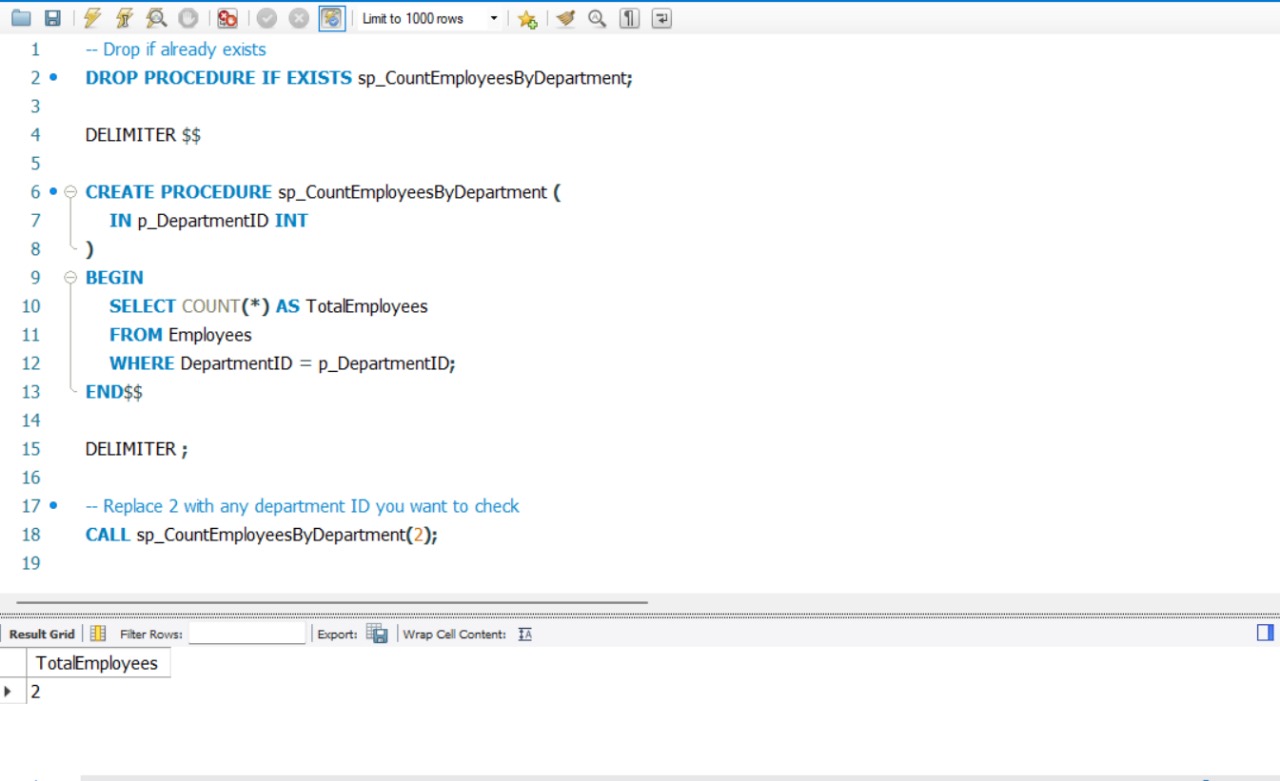 Limit to 1000 rows
1 -- Drop if already exists
2 DROP PROCEDURE IF EXISTS sp_CountEmployeesByDepartment;
3
4 DELIMITER $$
5
6 CREATE PROCEDURE sp_CountEmployeesByDepartment (
7 IN p_DepartmentID INT
8 )
9 BEGIN
10 SELECT COUNT(*) AS TotalEmployees
11 FROM Employees
12 WHERE DepartmentID = p_DepartmentID;
13 END$$
14
15 DELIMITER ;
16
17 -- Replace 2 with any department ID you want to check
18 CALL sp_CountEmployeesByDepartment(2);
19
Result Grid Filter Rows: Export: Wrap Cell Content:
TotalEmployees
2